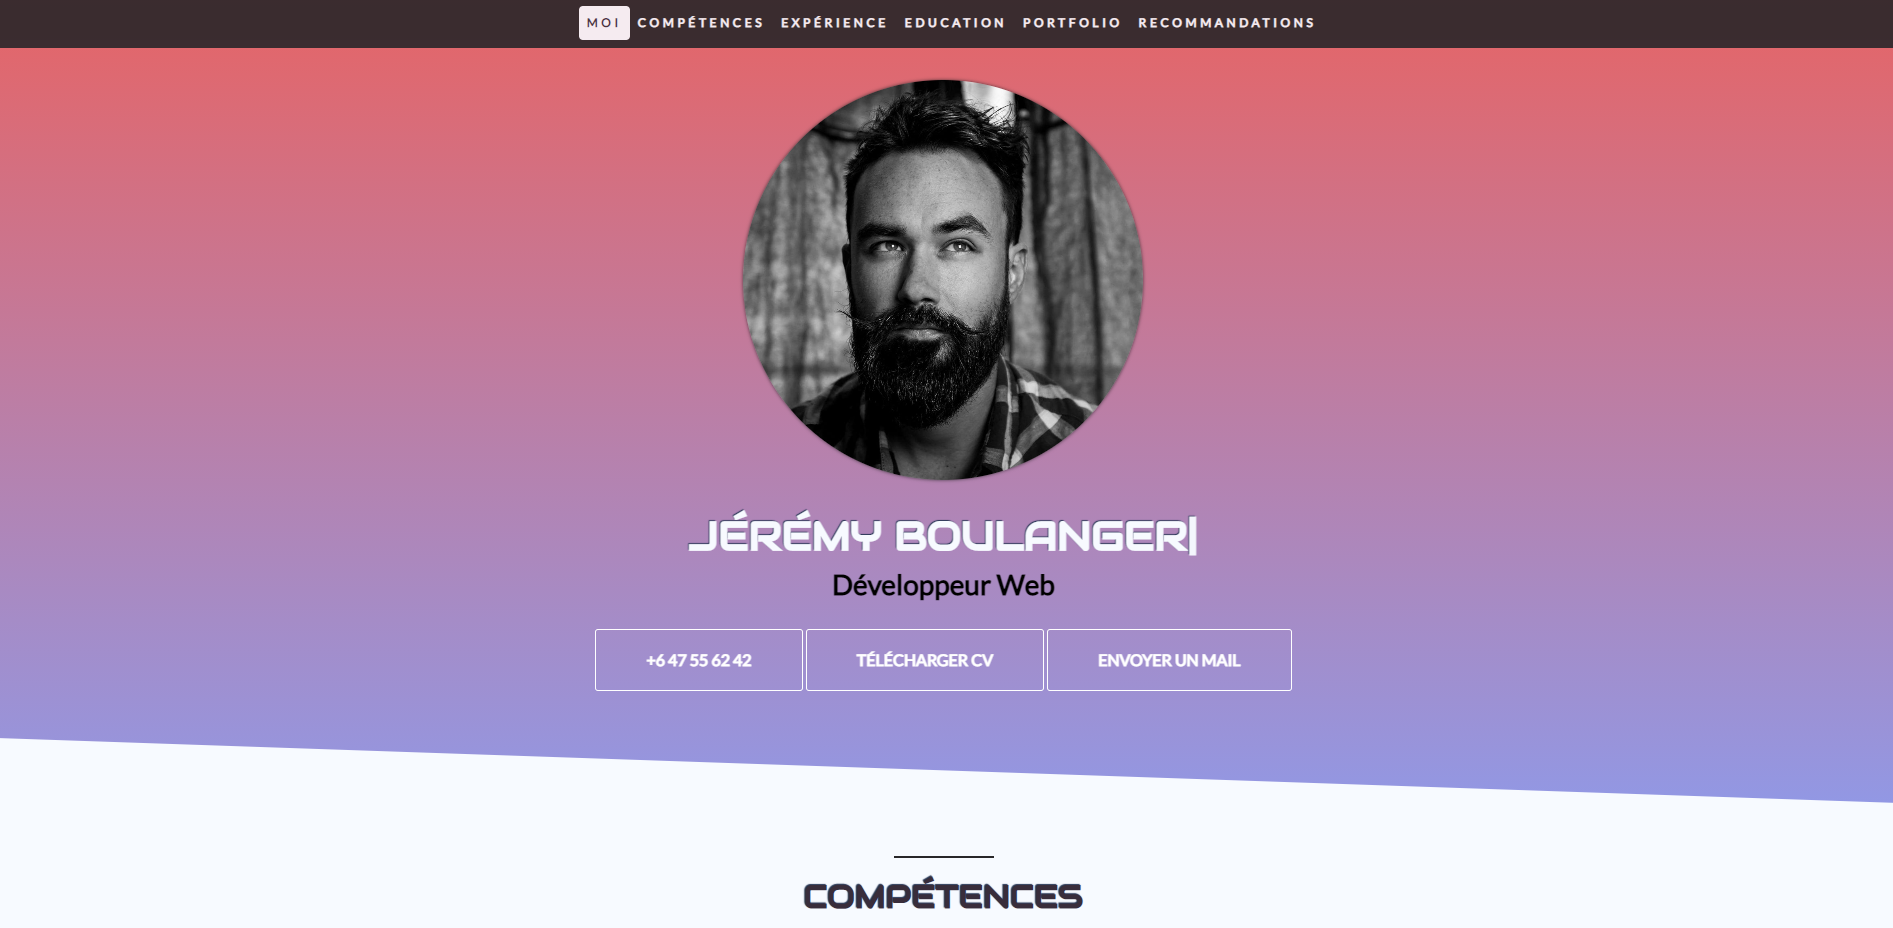 MOI COMPÉTENCES EXPÉRIENCE EDUCATION PORTFOLIO RECOMMANDATIONS
JÉRÉMY BOULANGER|
Développeur Web
+6 47 55 62 42 TÉLÉCHARGER CV ENVOYER UN MAIL
COMPÉTENCES